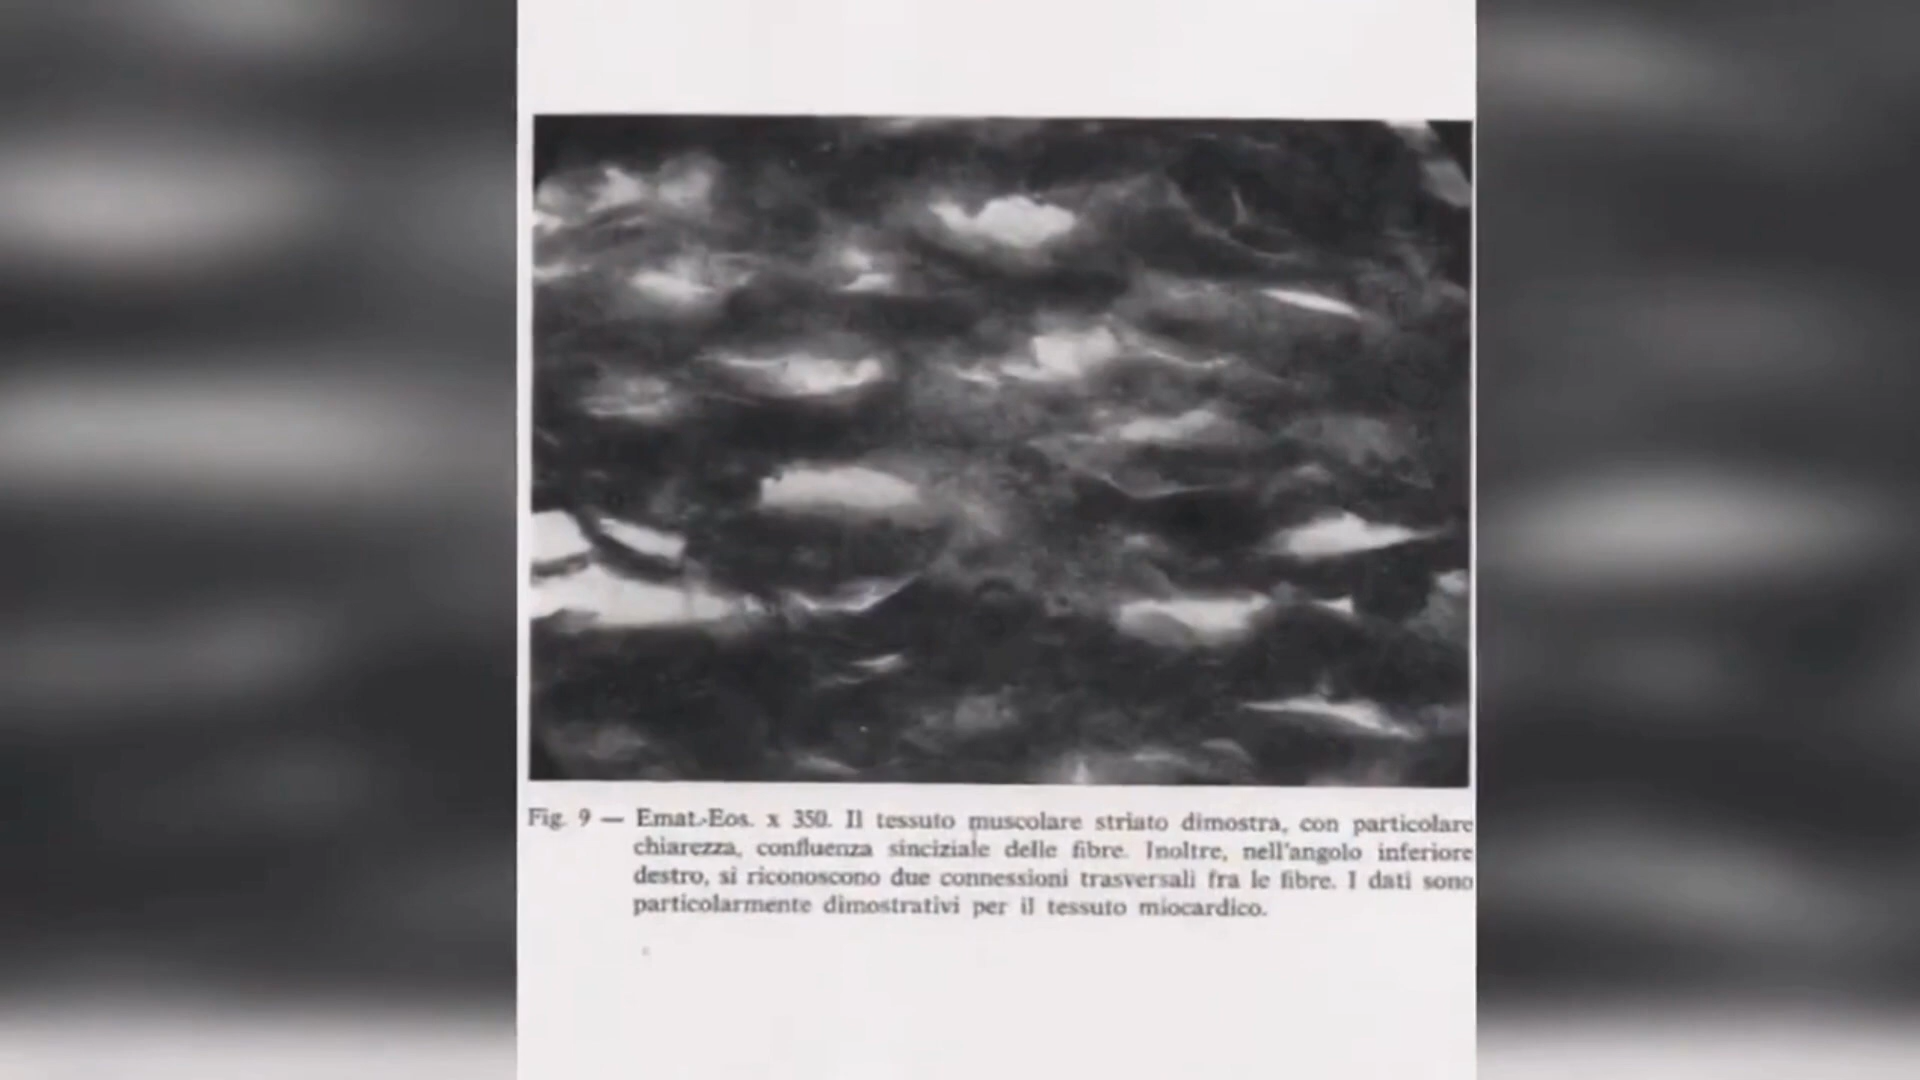 Fig. 9 — Emat.-Eos. x 350. Il tessuto muscolare striato dimostra, con particolare
chiarezza, confluenza sinciziale delle fibre. Inoltre, nell'angolo inferiore
destro, si riconoscono due connessioni trasversali fra le fibre. I dati sono
particolarmente dimostrativi per il tessuto miocardico.